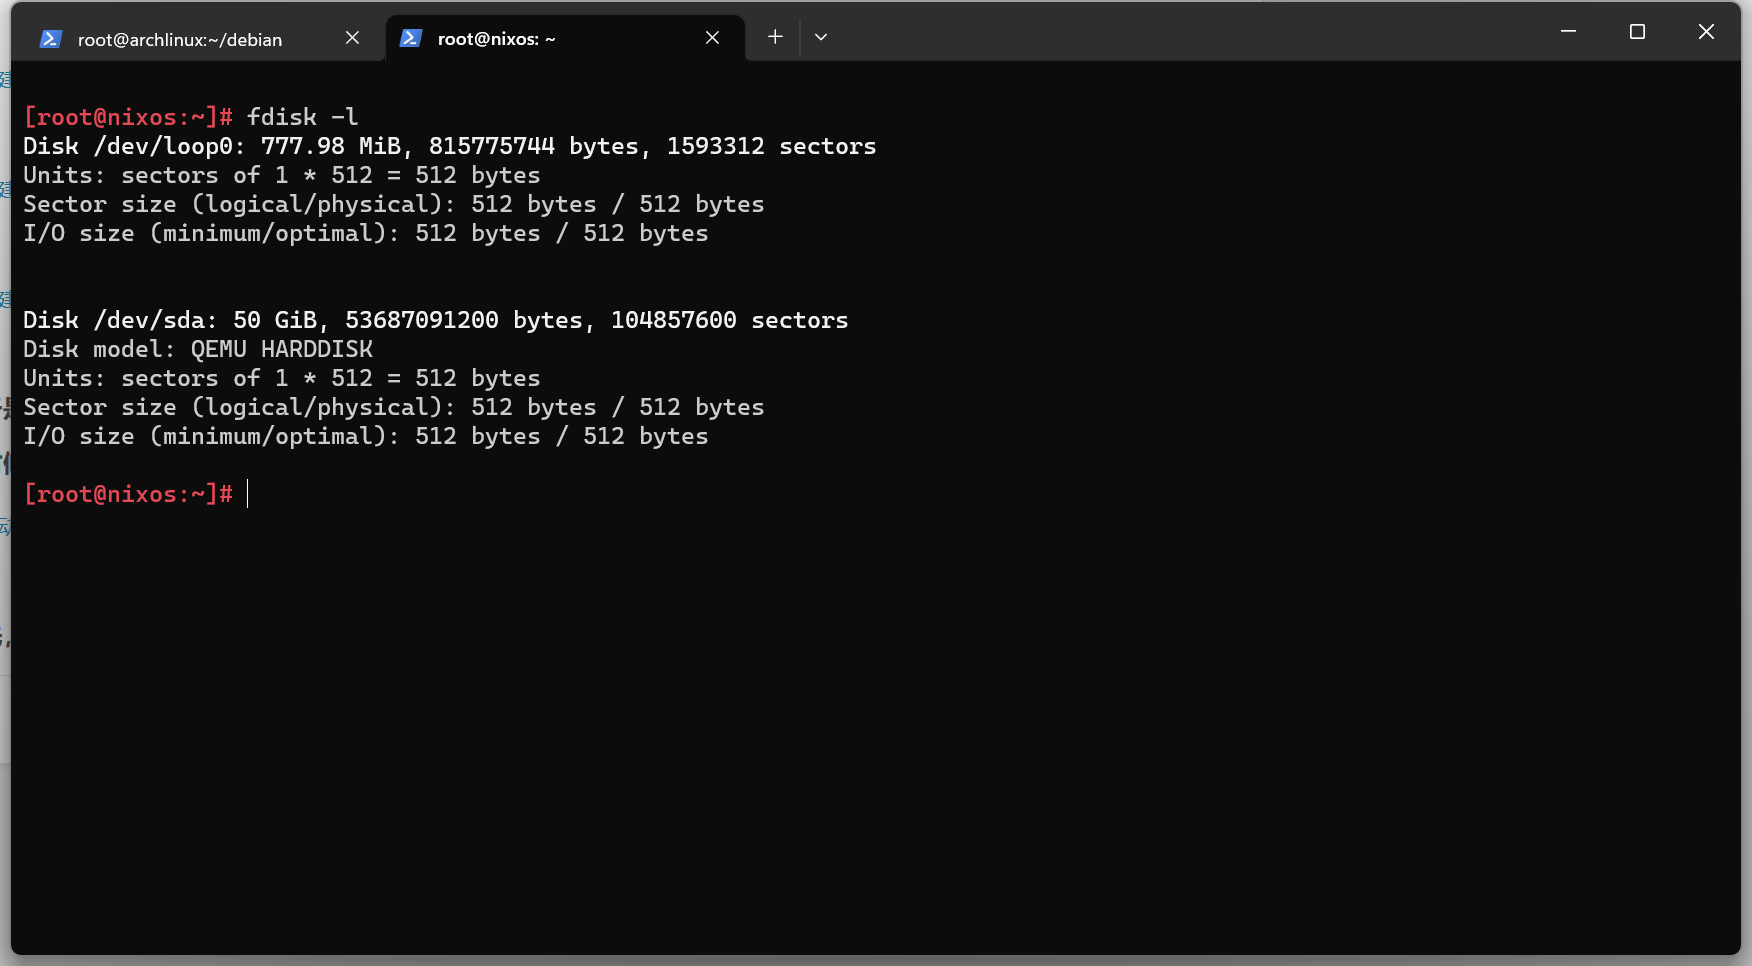 root@archlinux:~/debian
root@nixos: ~
[root@nixos:~]# fdisk -l
Disk /dev/loop0: 777.98 MiB, 815775744 bytes, 1593312 sectors
Units: sectors of 1 * 512 = 512 bytes
Sector size (logical/physical): 512 bytes / 512 bytes
I/O size (minimum/optimal): 512 bytes / 512 bytes
Disk /dev/sda: 50 GiB, 53687091200 bytes, 104857600 sectors
Disk model: QEMU HARDDISK
Units: sectors of 1 * 512 = 512 bytes
Sector size (logical/physical): 512 bytes / 512 bytes
I/O size (minimum/optimal): 512 bytes / 512 bytes
[root@nixos:~]#